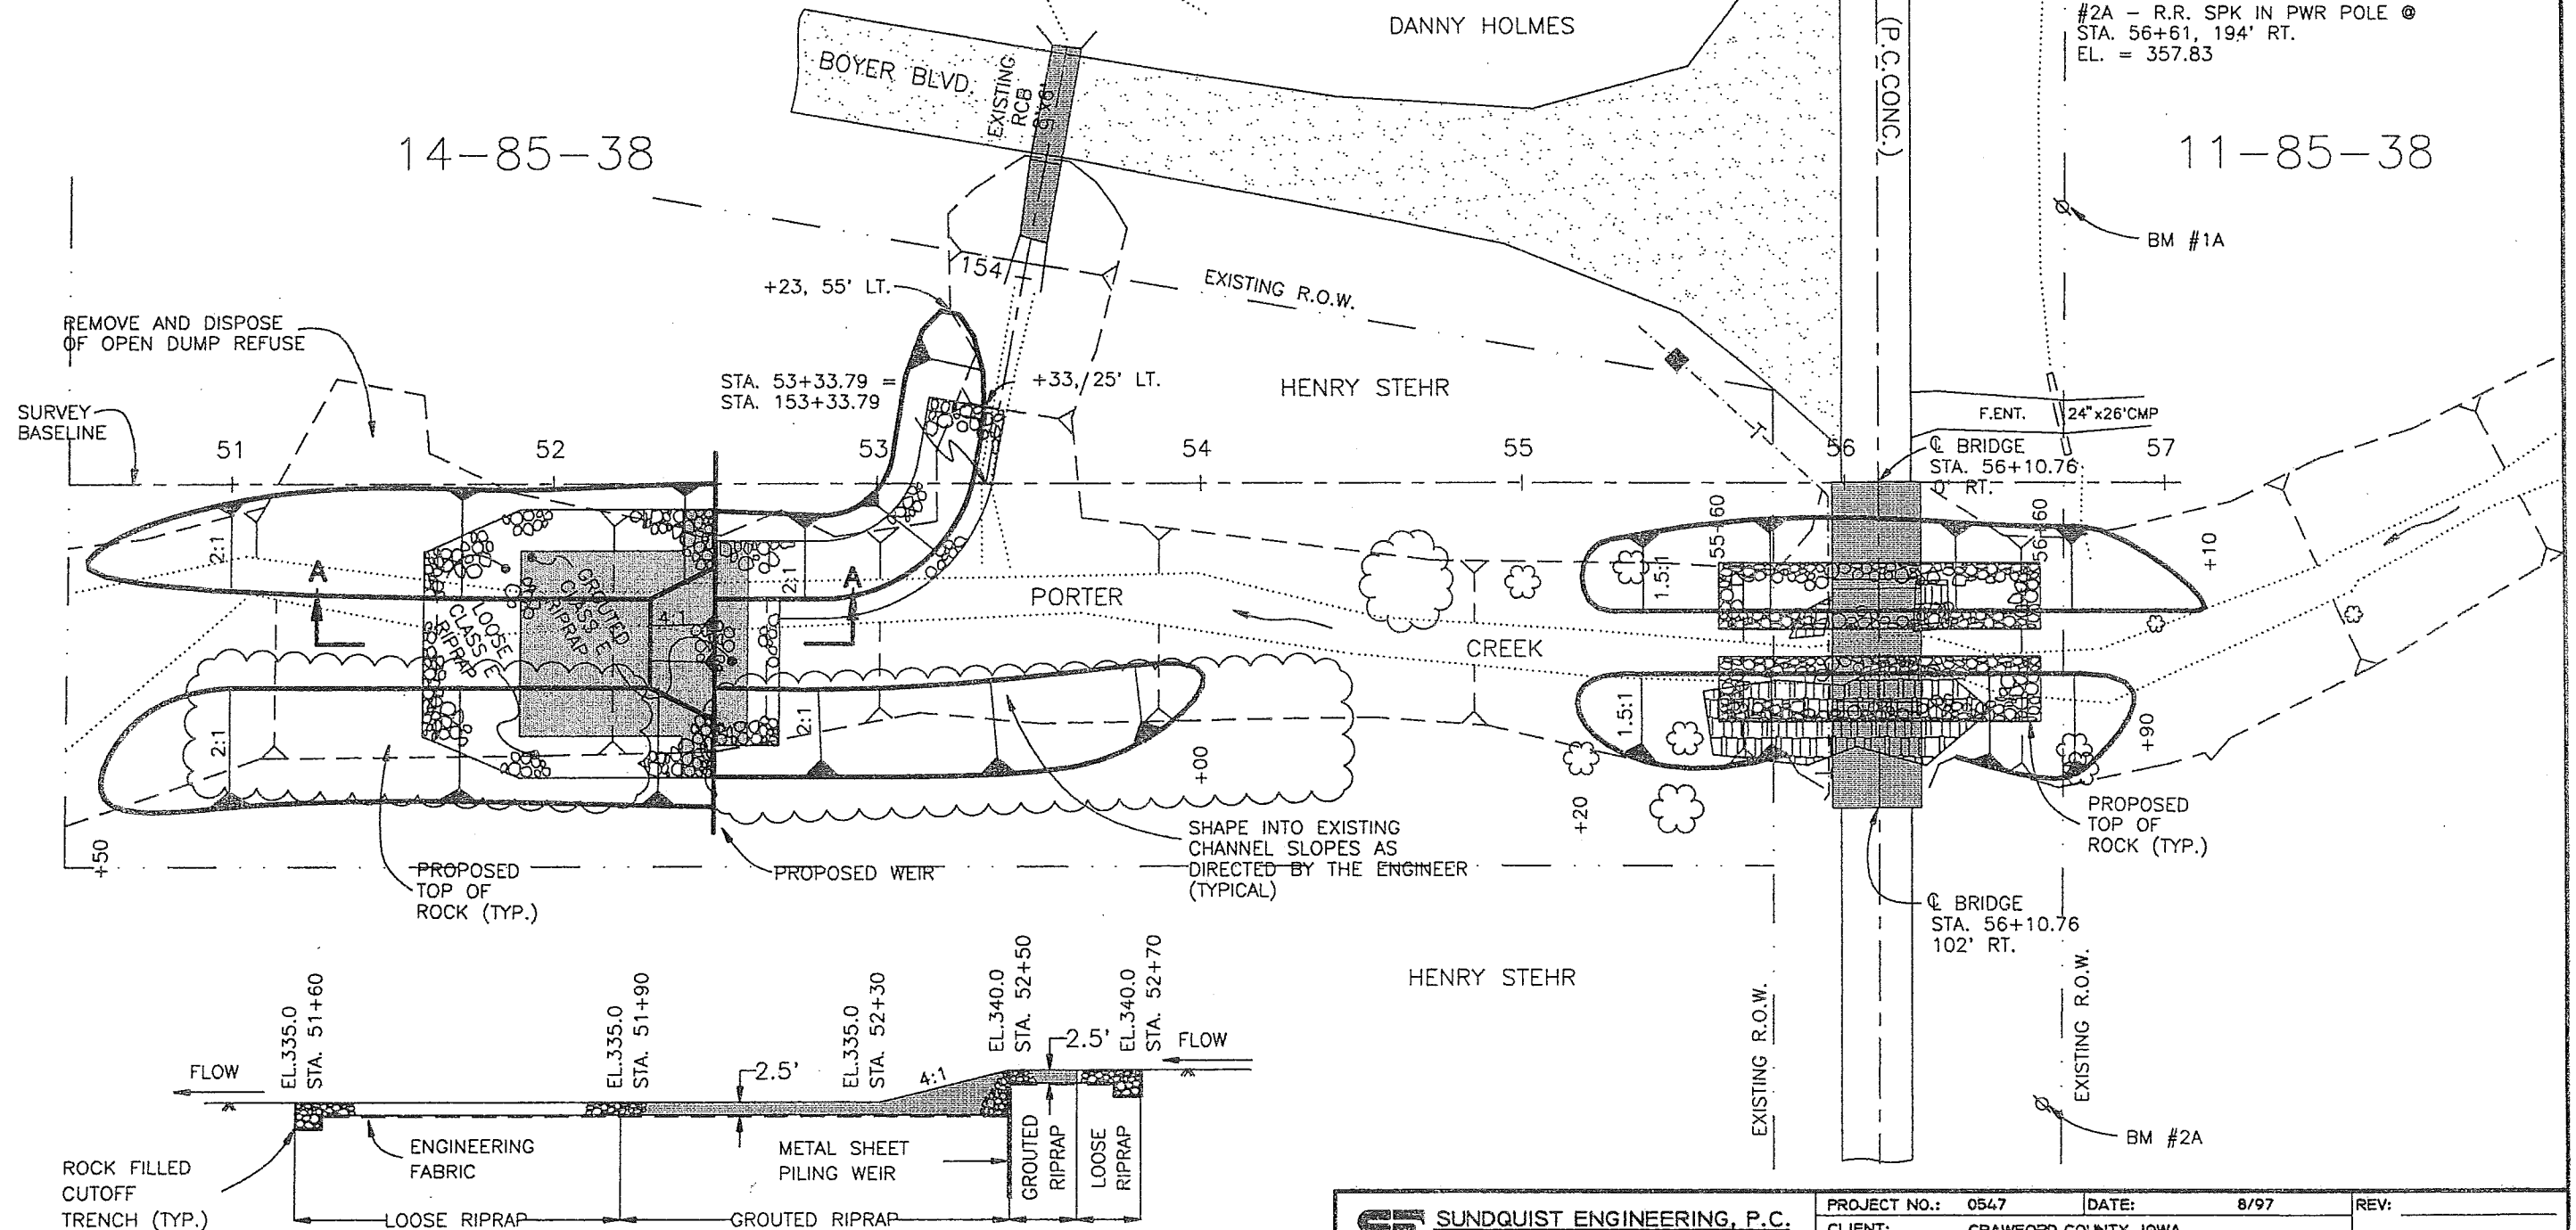 DANNY HOLMES
(P.C.CONC.)
#2A – R.R. SPK IN PWR POLE @
STA. 56+61, 194' RT.
EL. = 357.83
BOYER BLVD.
EXISTING
RCB
14–85–38
11–85–38
BM #1A
154
+23, 55' LT.
EXISTING R.O.W.
REMOVE AND DISPOSE
OF OPEN DUMP REFUSE
STA. 53+33.79 =
STA. 153+33.79
+33, 25' LT.
HENRY STEHR
SURVEY
BASELINE
F.ENT.
24"x26'CMP
51
52
53
54
55
56
57
℄ BRIDGE
STA. 56+10.76
0' RT.
55–60
56–60
+10
2:1
2:1
1.5:1
A
A
GROUTED
CLASS E
RIPRAP
LOOSE
CLASS E
RIPRAP
4:1
PORTER
CREEK
2:1
2:1
1.5:1
+00
+20
+90
+50
PROPOSED
TOP OF
ROCK (TYP.)
PROPOSED WEIR
SHAPE INTO EXISTING
CHANNEL SLOPES AS
DIRECTED BY THE ENGINEER
(TYPICAL)
PROPOSED
TOP OF
ROCK (TYP.)
℄ BRIDGE
STA. 56+10.76
102' RT.
HENRY STEHR
EXISTING R.O.W.
EXISTING R.O.W.
BM #2A
EL.335.0
STA. 51+60
EL.335.0
STA. 51+90
EL.335.0
STA. 52+30
EL.340.0
STA. 52+50
EL.340.0
STA. 52+70
FLOW
2.5'
4:1
2.5'
FLOW
ENGINEERING
FABRIC
METAL SHEET
PILING WEIR
GROUTED
RIPRAP
LOOSE
RIPRAP
ROCK FILLED
CUTOFF
TRENCH (TYP.)
LOOSE RIPRAP
GROUTED RIPRAP
SUNDQUIST ENGINEERING, P.C.
PROJECT NO.: 0547
DATE: 8/97
REV:
CLIENT: CRAWFORD COUNTY, IOWA